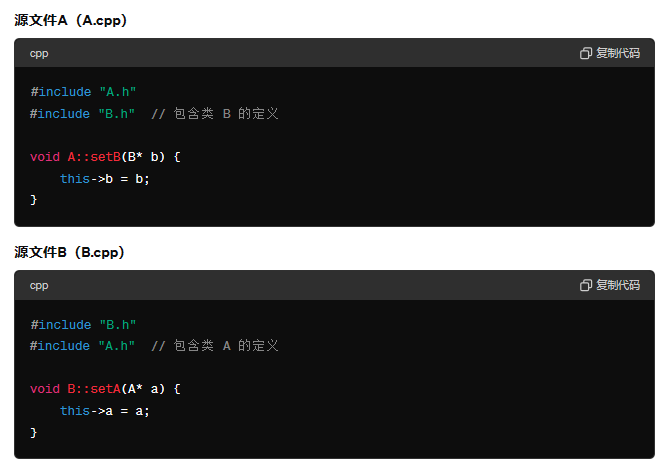 源文件A（A.cpp）
cpp 复制代码
#include "A.h"
#include "B.h"  // 包含类 B 的定义
void A::setB(B* b) {
    this->b = b;
}
源文件B（B.cpp）
cpp 复制代码
#include "B.h"
#include "A.h"  // 包含类 A 的定义
void B::setA(A* a) {
    this->a = a;
}